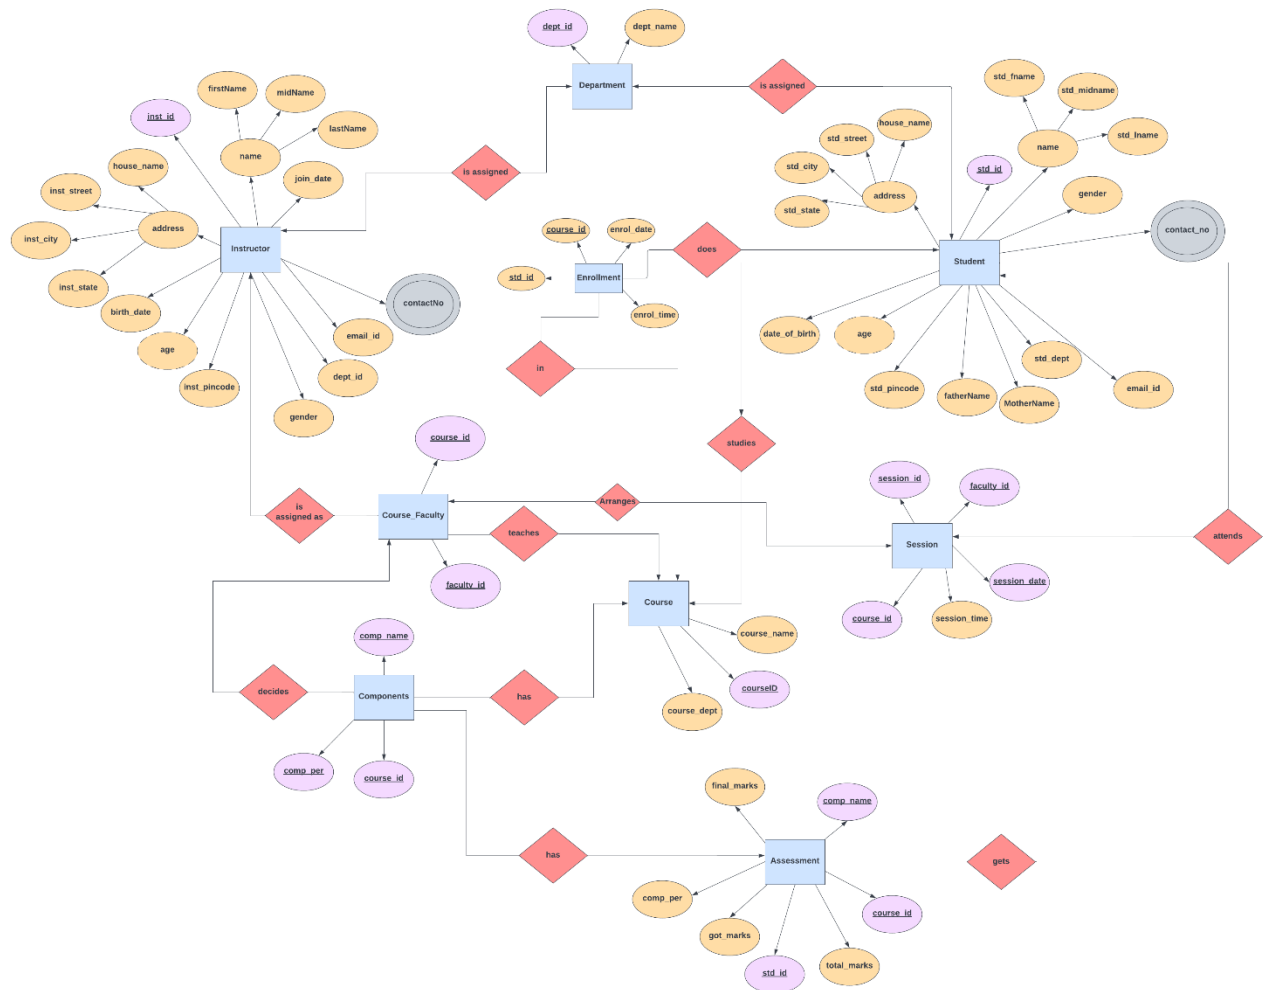 dept_id
dept_name
Department
is assigned
std_fname
std_midname
std_lname
name
firstName
midName
lastName
name
inst_id
house_name
join_date
inst_street
address
inst_city
inst_state
Instructor
birth_date
age
inst_pincode
gender
dept_id
email_id
contactNo
is assigned
house_name
std_street
std_city
address
std_state
std_id
gender
contact_no
Student
course_id
enrol_date
does
Enrollment
std_id
enrol_time
in
date_of_birth
age
std_dept
std_pincode
fatherName
MotherName
email_id
studies
course_id
is
assigned as
Course_Faculty
Arranges
teaches
faculty_id
session_id
faculty_id
Session
attends
session_date
course_id
session_time
Course
course_name
courseID
course_dept
comp_name
decides
Components
has
comp_per
course_id
final_marks
comp_name
has
Assessment
gets
comp_per
course_id
got_marks
total_marks
std_id